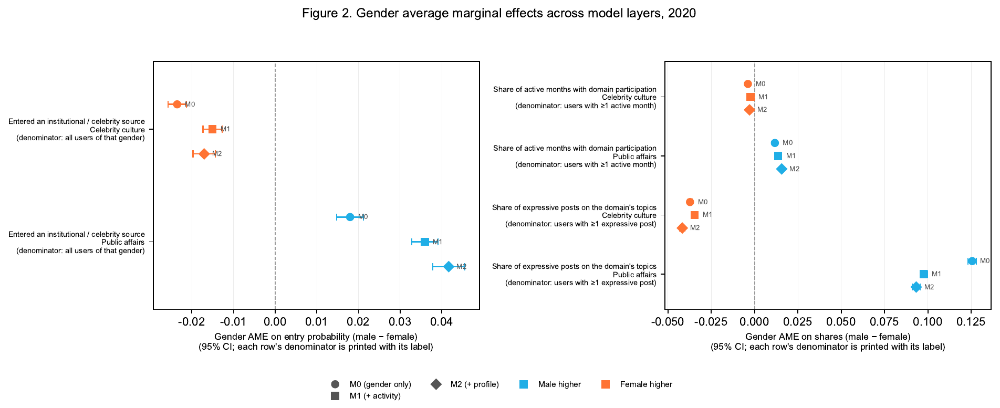 Figure 2. Gender average marginal effects across model layers, 2020
Entered an institutional / celebrity source
Celebrity culture
(denominator: all users of that gender)
Entered an institutional / celebrity source
Public affairs
(denominator: all users of that gender)
M0
M1
M2
M0
M1
M2
-0.02
-0.01
0.00
0.01
0.02
0.03
0.04
Gender AME on entry probability (male − female)
(95% CI; each row's denominator is printed with its label)
Share of active months with domain participation
Celebrity culture
(denominator: users with ≥1 active month)
Share of active months with domain participation
Public affairs
(denominator: users with ≥1 active month)
Share of expressive posts on the domain's topics
Celebrity culture
(denominator: users with ≥1 expressive post)
Share of expressive posts on the domain's topics
Public affairs
(denominator: users with ≥1 expressive post)
M0
M1
M2
M0
M1
M2
M0
M1
M2
M0
M1
M2
-0.050
-0.025
0.000
0.025
0.050
0.075
0.100
0.125
Gender AME on shares (male − female)
(95% CI; each row's denominator is printed with its label)
M0 (gender only)
M1 (+ activity)
M2 (+ profile)
Male higher
Female higher